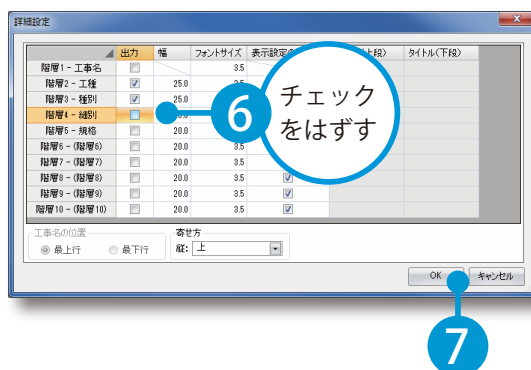 詳細設定
出力 幅 フォントサイズ 表示設定 段) タイトル(下段)
階層1 - 工事名 3.5
階層2 - 工種 25.0
階層3 - 種別 25.0
階層4 - 細別
階層5 - 規格 20.0
階層6 - (階層6) 20.0
階層7 - (階層7) 20.0 3.5
階層8 - (階層8) 20.0 3.5
階層9 - (階層9) 20.0 3.5
階層10 - (階層10) 20.0 3.5
6
チェック
をはずす
工事名の位置 寄せ方
最上行 最下行 縦: 上
OK キャンセル
7